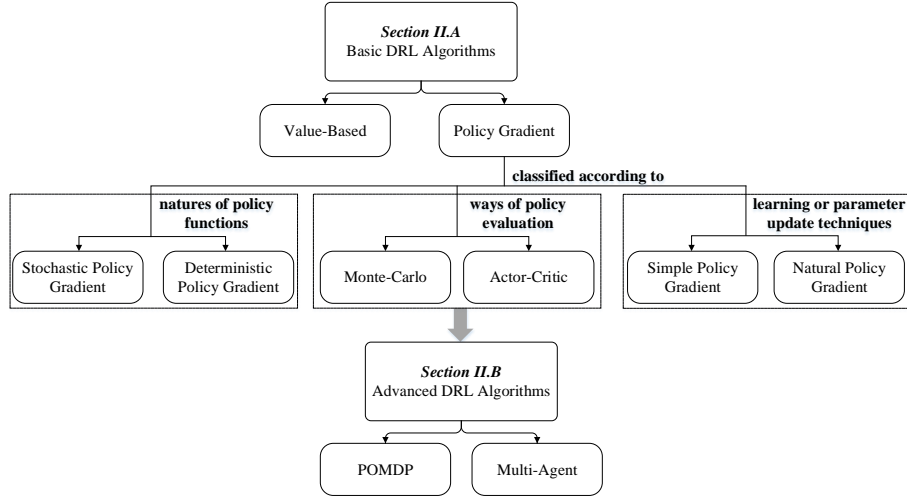 Section II.A
Basic DRL Algorithms
Value-Based
Policy Gradient
classified according to
natures of policy
functions
Stochastic Policy
Gradient
Deterministic
Policy Gradient
ways of policy
evaluation
Monte-Carlo
Actor-Critic
learning or parameter
update techniques
Simple Policy
Gradient
Natural Policy
Gradient
Section II.B
Advanced DRL Algorithms
POMDP
Multi-Agent